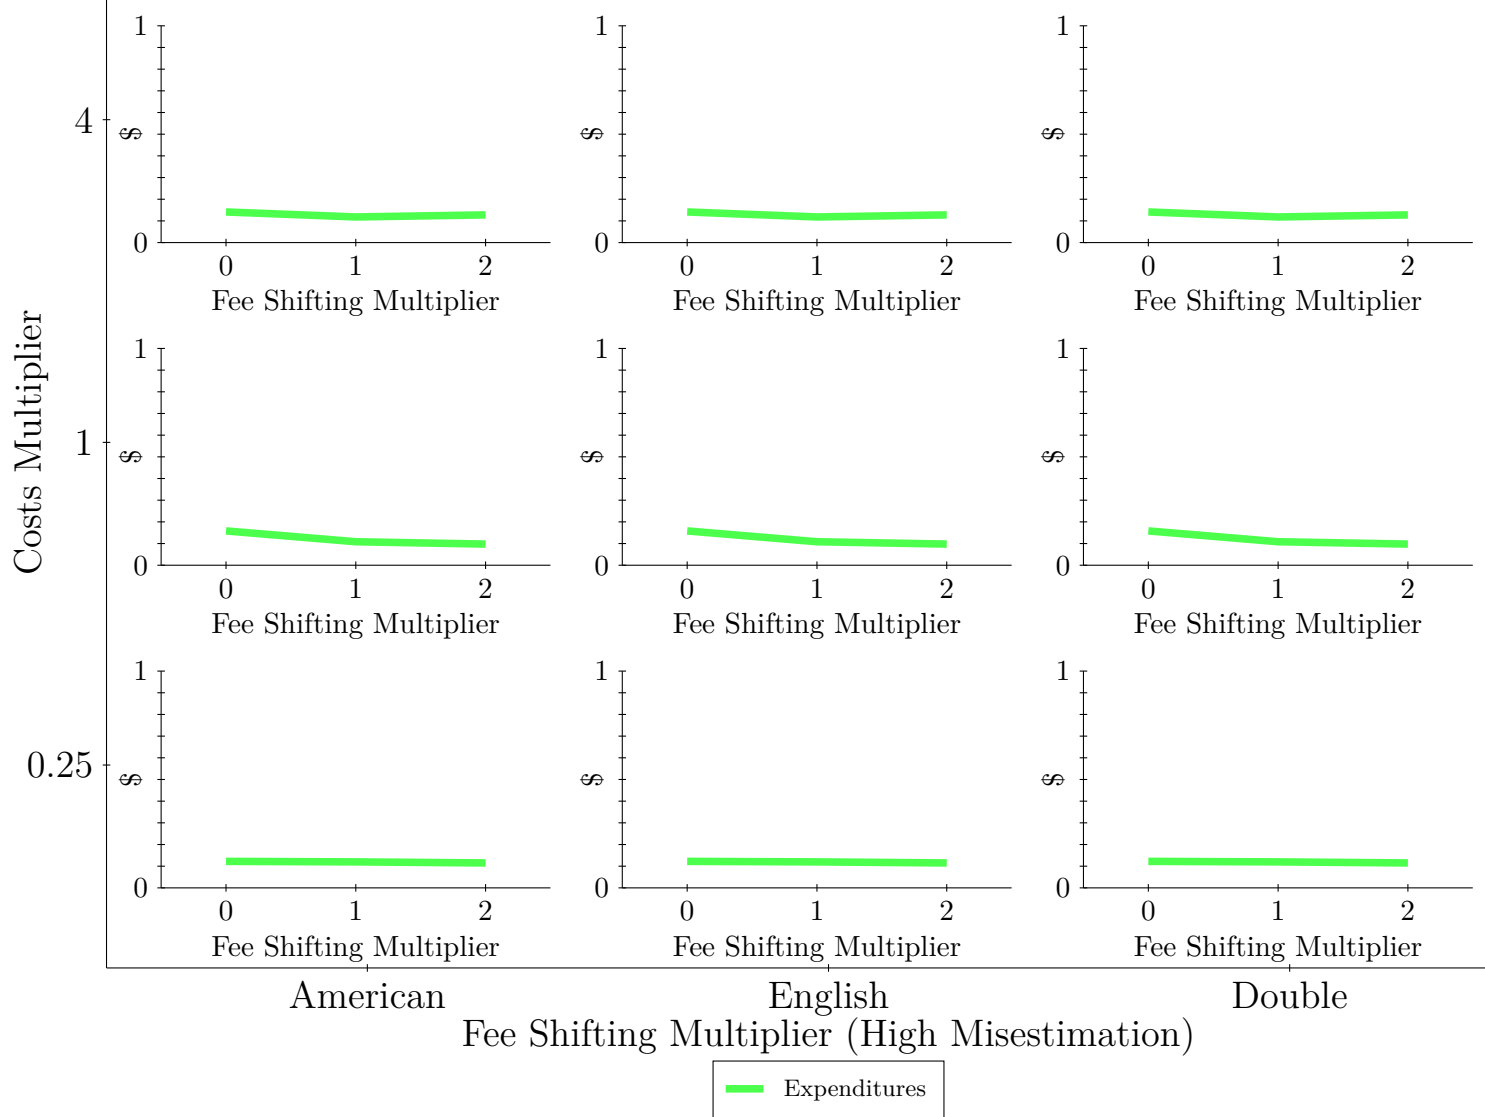 1
$
0
0 1 2
Fee Shifting Multiplier
1
$
0
0 1 2
Fee Shifting Multiplier
1
$
0
0 1 2
Fee Shifting Multiplier
4
1
$
0
0 1 2
Fee Shifting Multiplier
1
$
0
0 1 2
Fee Shifting Multiplier
1
$
0
0 1 2
Fee Shifting Multiplier
1
Costs Multiplier
1
$
0
0 1 2
Fee Shifting Multiplier
1
$
0
0 1 2
Fee Shifting Multiplier
1
$
0
0 1 2
Fee Shifting Multiplier
0.25
American English Double
Fee Shifting Multiplier (High Misestimation)
Expenditures